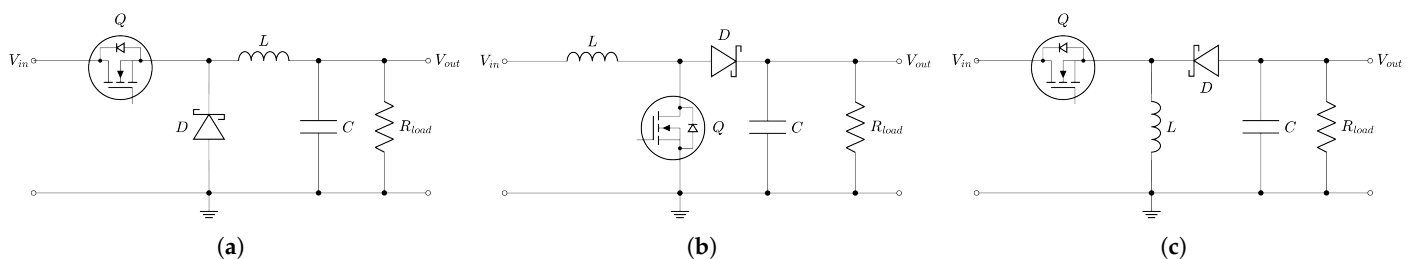 Q
V_in
L
V_out
D
C
R_load
(a)
V_in
L
D
V_out
Q
C
R_load
(b)
Q
V_in
V_out
D
L
C
R_load
(c)